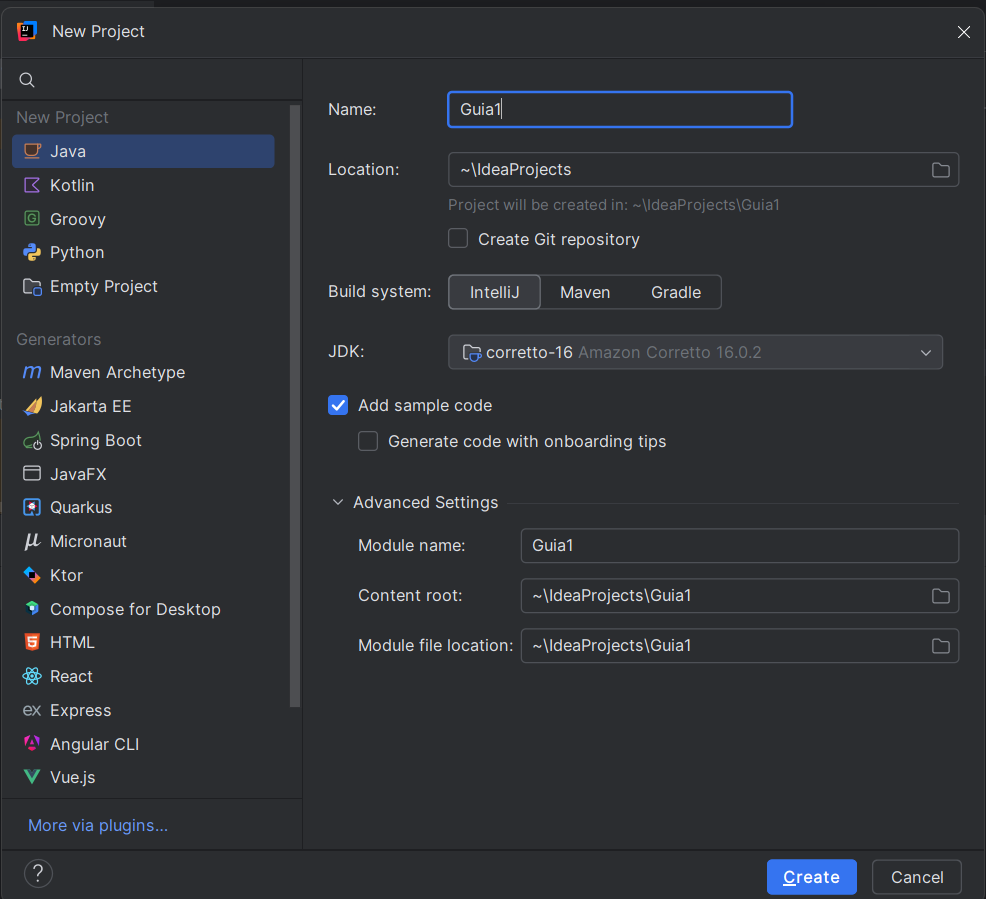 New Project
New Project
Java
Kotlin
Groovy
Python
Empty Project
Generators
Maven Archetype
Jakarta EE
Spring Boot
JavaFX
Quarkus
Micronaut
Ktor
Compose for Desktop
HTML
React
Express
Angular CLI
Vue.js
More via plugins...
Name: Guia1
Location: ~\IdeaProjects
Project will be created in: ~\IdeaProjects\Guia1
Create Git repository
Build system: IntelliJ Maven Gradle
JDK: corretto-16 Amazon Corretto 16.0.2
Add sample code
Generate code with onboarding tips
Advanced Settings
Module name: Guia1
Content root: ~\IdeaProjects\Guia1
Module file location: ~\IdeaProjects\Guia1
? Create Cancel